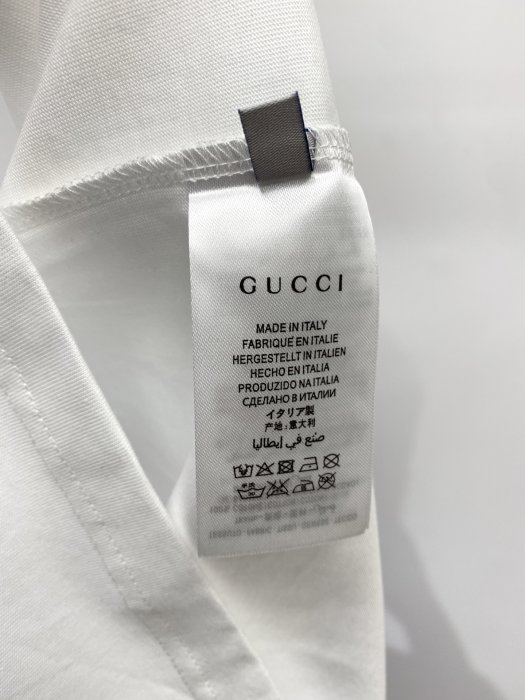 GUCCI
MADE IN ITALY
FABRIQUÉ EN ITALIE
HERGESTELLT IN ITALIEN
HECHO EN ITALIA
PRODUZIDO NA ITALIA
СДЕЛАНО В ИТАЛИИ
イタリア製
产地:意大利
صنع في إيطاليا